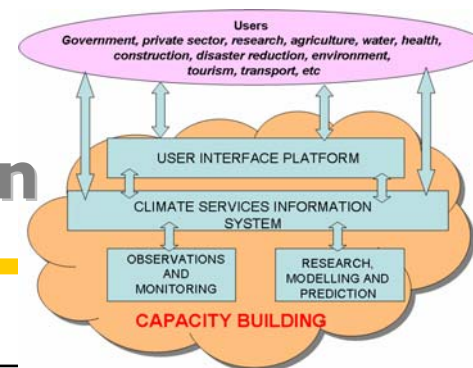 Users
Government, private sector, research, agriculture, water, health,
construction, disaster reduction, environment,
tourism, transport, etc
n
USER INTERFACE PLATFORM
CLIMATE SERVICES INFORMATION
SYSTEM
OBSERVATIONS
AND
MONITORING
RESEARCH,
MODELLING AND
PREDICTION
CAPACITY BUILDING